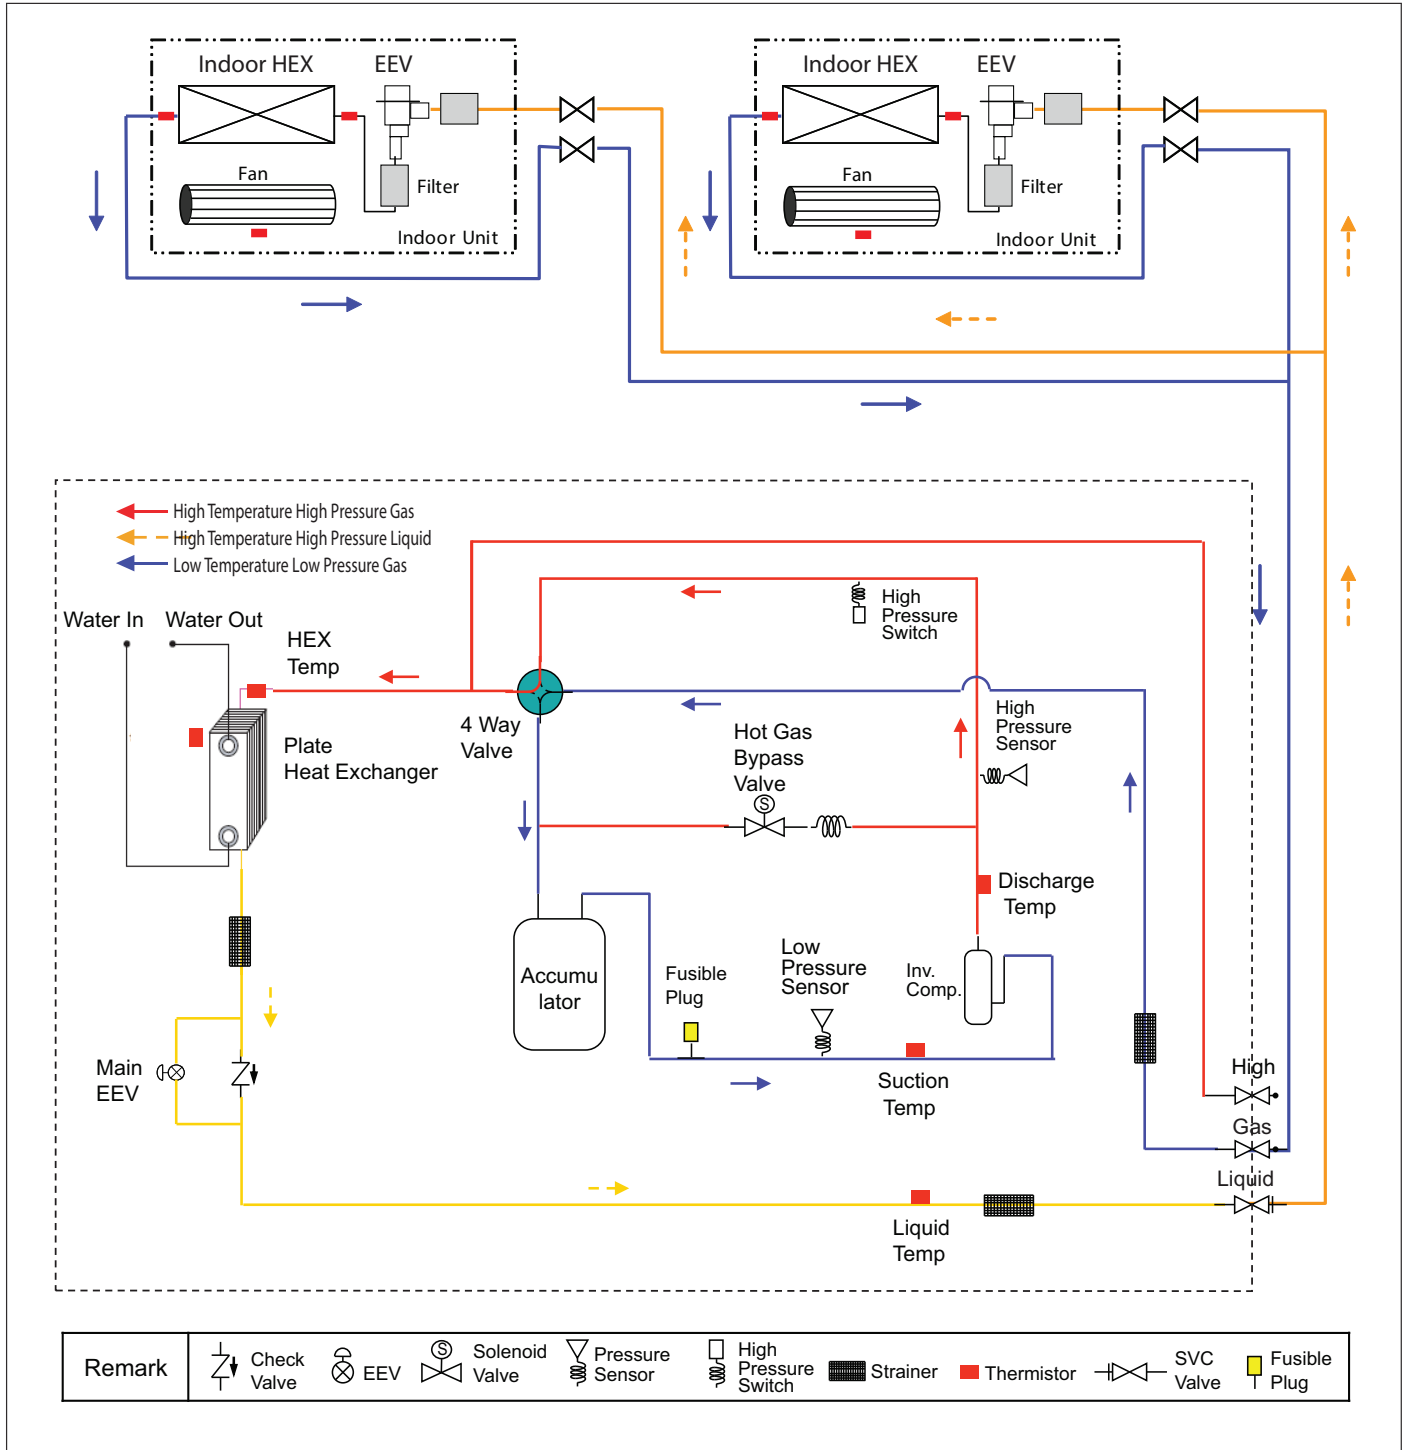 Indoor HEX
EEV
Fan
Filter
Indoor Unit
Indoor HEX
EEV
Fan
Filter
Indoor Unit
High Temperature High Pressure Gas
High Temperature High Pressure Liquid
Low Temperature Low Pressure Gas
Water In
Water Out
HEX
Temp
High
Pressure
Switch
4 Way
Valve
Plate
Heat Exchanger
Hot Gas
Bypass
Valve
S
High
Pressure
Sensor
Discharge
Temp
Accumu
lator
Fusible
Plug
Low
Pressure
Sensor
Inv.
Comp.
Main
EEV
Suction
Temp
High
Gas
Liquid
Liquid
Temp
Remark
Check
Valve
EEV
S
Solenoid
Valve
Pressure
Sensor
High
Pressure
Switch
Strainer
Thermistor
SVC
Valve
Fusible
Plug